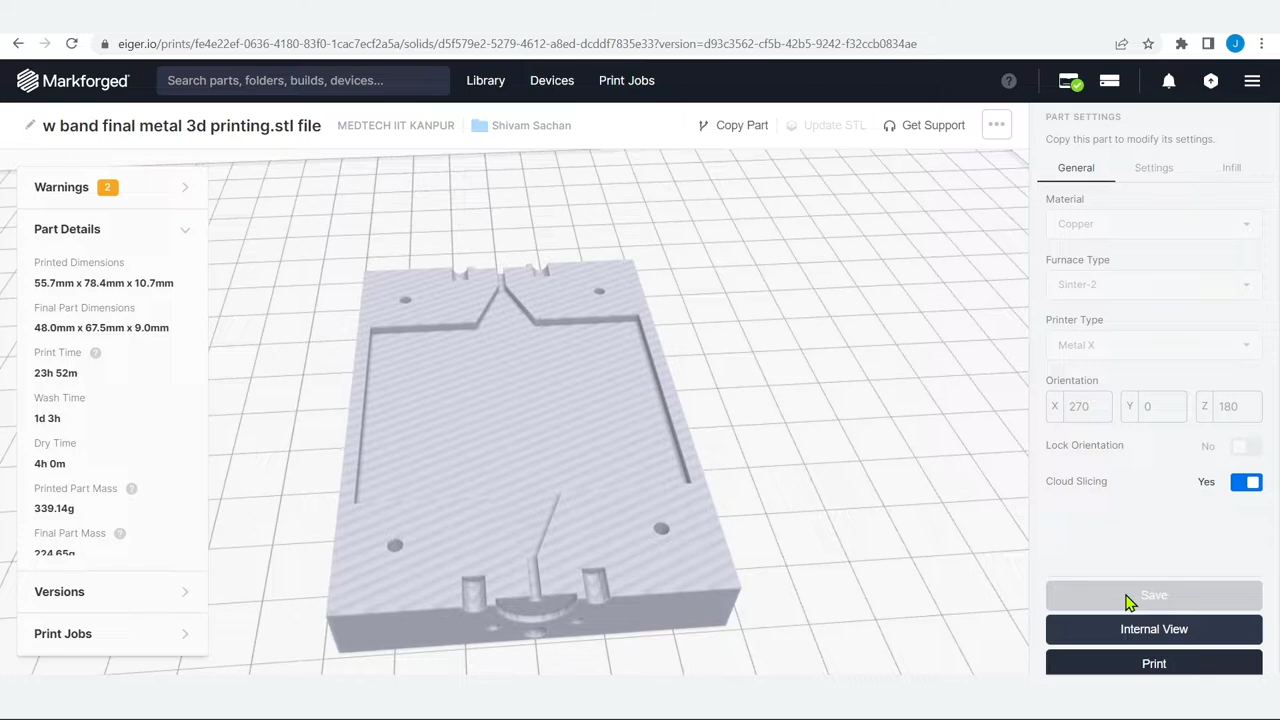 eiger.io/prints/fe4e22ef-0636-4180-83f0-1cac7ecf2a5a/solids/d5f579e2-5279-4612-a8ed-dcddf7835e33?version=d93c3562-cf5b-42b5-9242-f32ccb0834ae
J
Markforged
Search parts, folders, builds, devices...
Library
Devices
Print Jobs
w band final metal 3d printing.stl file
MEDTECH IIT KANPUR
Shivam Sachan
Copy Part
Update STL
Get Support
Warnings 2
Part Details
Printed Dimensions
55.7mm x 78.4mm x 10.7mm
Final Part Dimensions
48.0mm x 67.5mm x 9.0mm
Print Time ?
23h 52m
Wash Time
1d 3h
Dry Time
4h 0m
Printed Part Mass ?
339.14g
Final Part Mass ?
224.65g
Versions
Print Jobs
PART SETTINGS
Copy this part to modify its settings.
General Settings Infill
Material
Copper
Furnace Type
Sinter-2
Printer Type
Metal X
Orientation
X 270 Y 0 Z 180
Lock Orientation No
Cloud Slicing Yes
Save
Internal View
Print